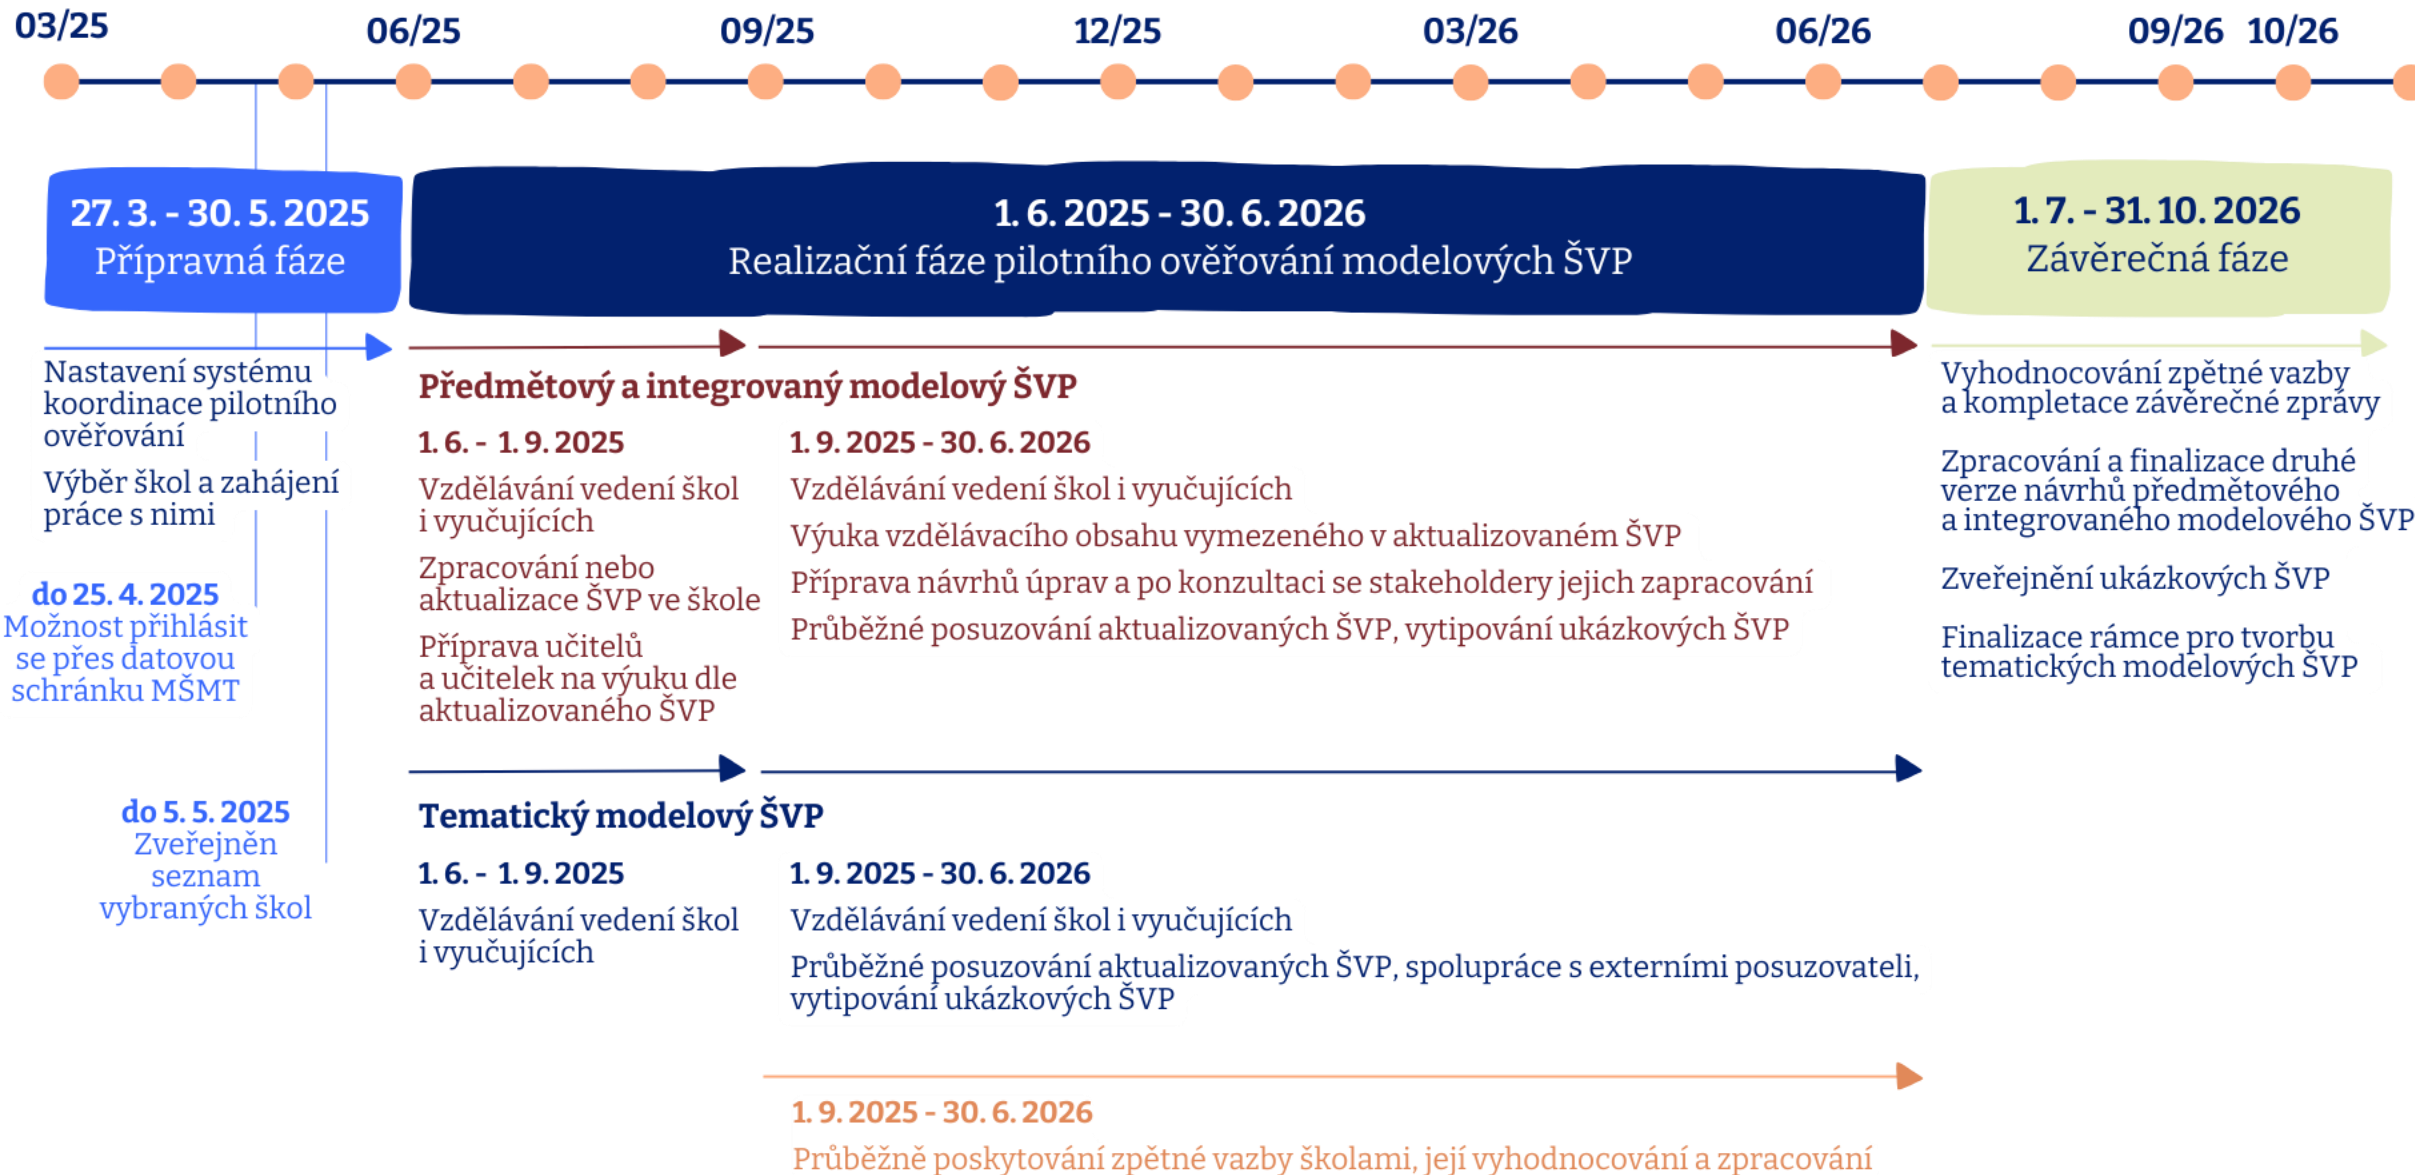 03/25
06/25
09/25
12/25
03/26
06/26
09/26
10/26
27. 3. - 30. 5. 2025
Přípravná fáze
1. 6. 2025 - 30. 6. 2026
Realizační fáze pilotního ověřování modelových ŠVP
1. 7. - 31. 10. 2026
Závěrečná fáze
Nastavení systému
koordinace pilotního
ověřování
Výběr škol a zahájení
práce s nimi
do 25. 4. 2025
Možnost přihlásit
se přes datovou
schránku MŠMT
do 5. 5. 2025
Zveřejněn
seznam
vybraných škol
Předmětový a integrovaný modelový ŠVP
1. 6. - 1. 9. 2025
Vzdělávání vedení škol
i vyučujících
Zpracování nebo
aktualizace ŠVP ve škole
Příprava učitelů
a učitelek na výuku dle
aktualizovaného ŠVP
1. 9. 2025 - 30. 6. 2026
Vzdělávání vedení škol i vyučujících
Výuka vzdělávacího obsahu vymezeného v aktualizovaném ŠVP
Příprava návrhů úprav a po konzultaci se stakeholdery jejich zapracování
Průběžné posuzování aktualizovaných ŠVP, vytipování ukázkových ŠVP
Tematický modelový ŠVP
1. 6. - 1. 9. 2025
Vzdělávání vedení škol
i vyučujících
1. 9. 2025 - 30. 6. 2026
Vzdělávání vedení škol i vyučujících
Průběžné posuzování aktualizovaných ŠVP, spolupráce s externími posuzovateli,
vytipování ukázkových ŠVP
1. 9. 2025 - 30. 6. 2026
Průběžně poskytování zpětné vazby školami, její vyhodnocování a zpracování
Vyhodnocování zpětné vazby
a kompletace závěrečné zprávy
Zpracování a finalizace druhé
verze návrhů předmětového
a integrovaného modelového ŠVP
Zveřejnění ukázkových ŠVP
Finalizace rámce pro tvorbu
tematických modelových ŠVP